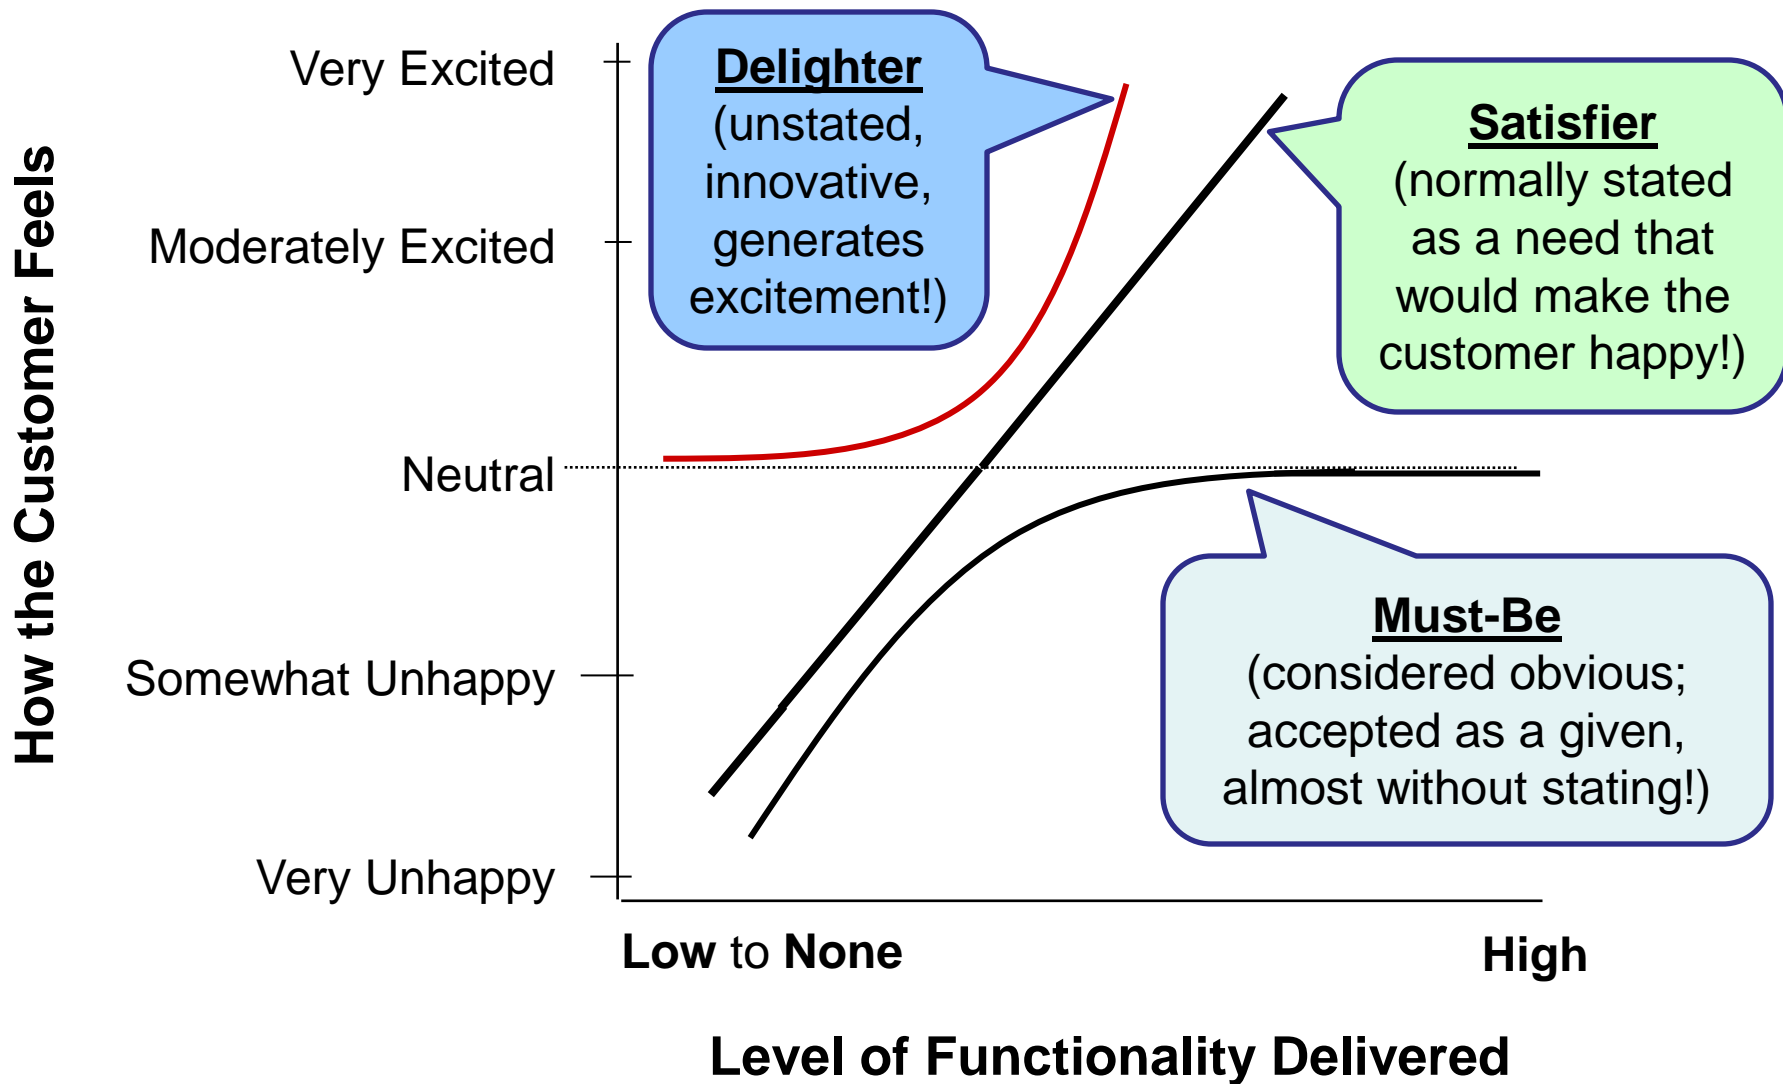 How the Customer Feels
Very Excited
Moderately Excited
Neutral
Somewhat Unhappy
Very Unhappy
Delighter
(unstated,
innovative,
generates
excitement!)
Satisfier
(normally stated
as a need that
would make the
customer happy!)
Must-Be
(considered obvious;
accepted as a given,
almost without stating!)
Low to None
High
Level of Functionality Delivered